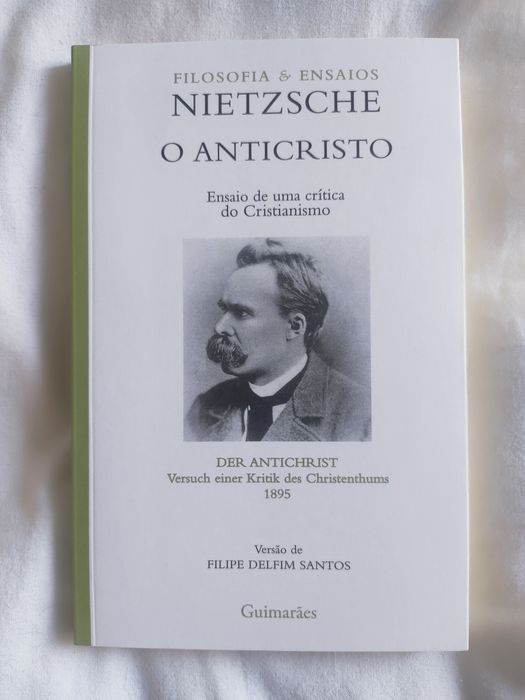 FILOSOFIA & ENSAIOS
NIETZSCHE
O ANTICRISTO
Ensaio de uma crítica
do Cristianismo
DER ANTICHRIST
Versuch einer Kritik des Christenthums
1895
Versão de
FILIPE DELFIM SANTOS
Guimarães